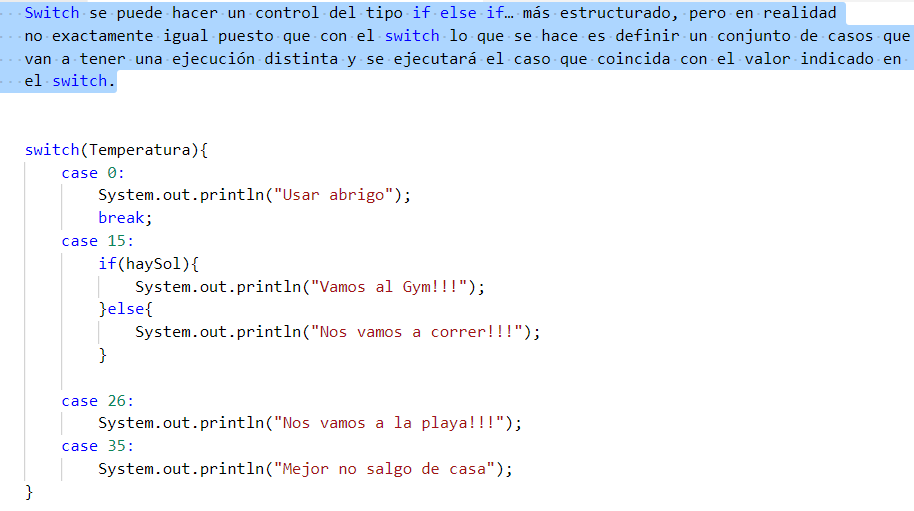 Switch se puede hacer un control del tipo if else if… más estructurado, pero en realidad
no exactamente igual puesto que con el switch lo que se hace es definir un conjunto de casos que
van a tener una ejecución distinta y se ejecutará el caso que coincida con el valor indicado en
el switch.
switch(Temperatura){
case 0:
System.out.println("Usar abrigo");
break;
case 15:
if(haySol){
System.out.println("Vamos al Gym!!!");
}else{
System.out.println("Nos vamos a correr!!!");
}
case 26:
System.out.println("Nos vamos a la playa!!!");
case 35:
System.out.println("Mejor no salgo de casa");
}